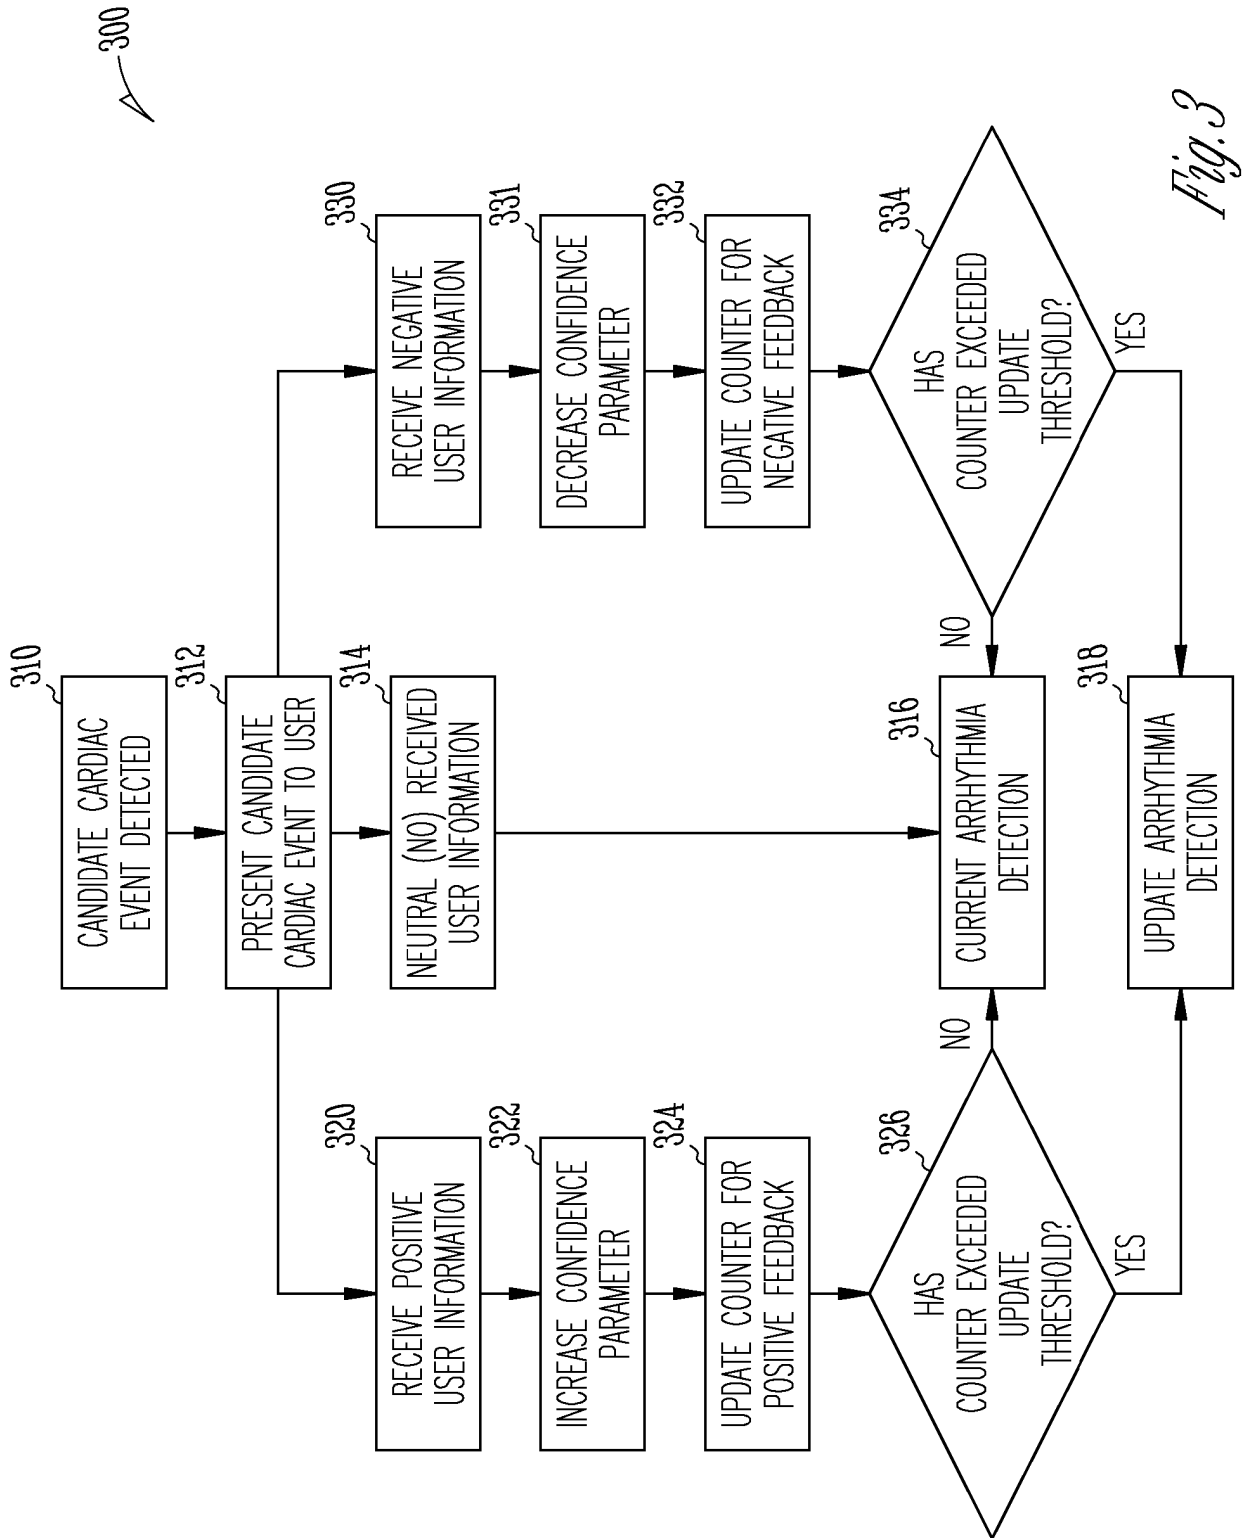 300
310
CANDIDATE CARDIAC
EVENT DETECTED
312
PRESENT CANDIDATE
CARDIAC EVENT TO USER
314
NEUTRAL (NO) RECEIVED
USER INFORMATION
320
RECEIVE POSITIVE
USER INFORMATION
322
INCREASE CONFIDENCE
PARAMETER
324
UPDATE COUNTER FOR
POSITIVE FEEDBACK
326
HAS
COUNTER EXCEEDED
UPDATE
THRESHOLD?
NO
YES
330
RECEIVE NEGATIVE
USER INFORMATION
331
DECREASE CONFIDENCE
PARAMETER
332
UPDATE COUNTER FOR
NEGATIVE FEEDBACK
334
HAS
COUNTER EXCEEDED
UPDATE
THRESHOLD?
NO
YES
316
CURRENT ARRHYTHMIA
DETECTION
318
UPDATE ARRHYTHMIA
DETECTION
Fig. 3